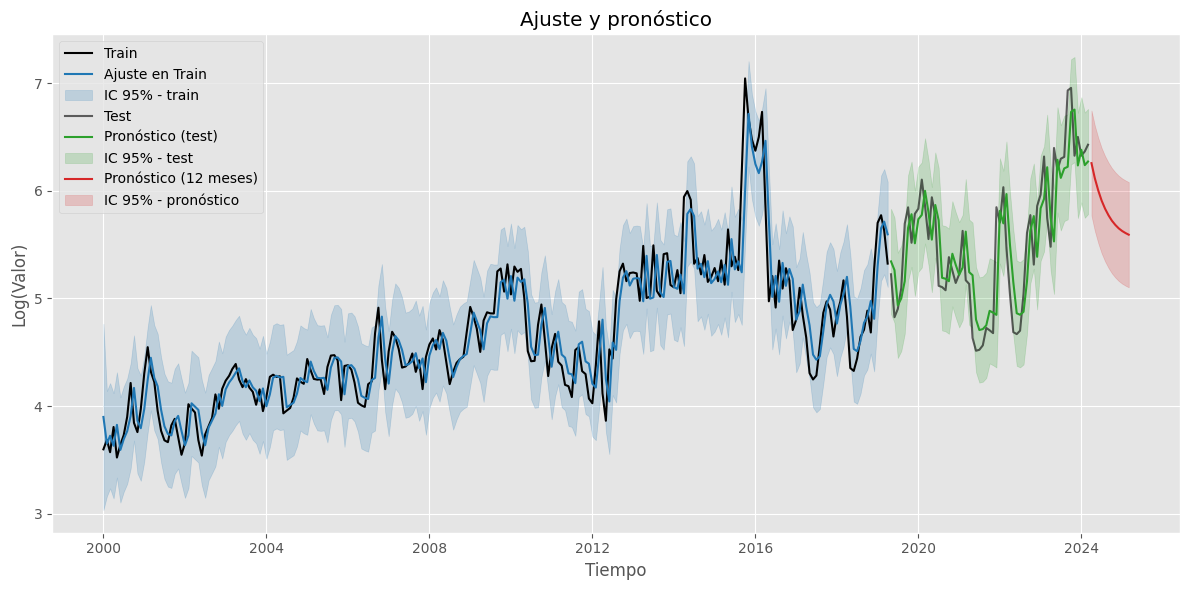 Ajuste y pronóstico
Train
Ajuste en Train
IC 95% - train
Test
Pronóstico (test)
IC 95% - test
Pronóstico (12 meses)
IC 95% - pronóstico
Log(Valor)
7
6
5
4
3
2000
2004
2008
2012
2016
2020
2024
Tiempo